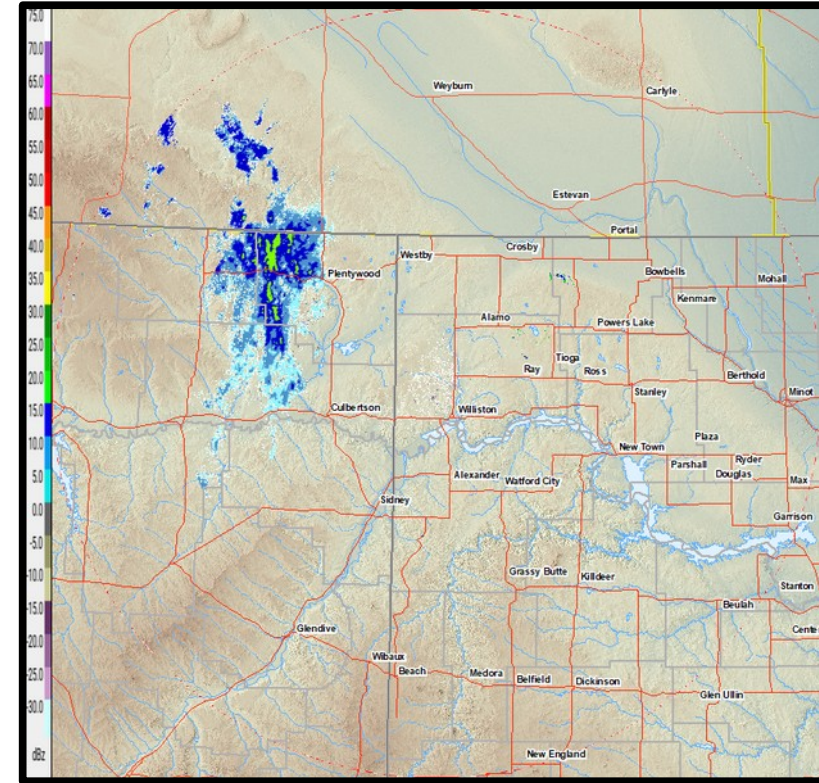 75.0
70.0
65.0
60.0
55.0
50.0
45.0
40.0
35.0
30.0
25.0
20.0
15.0
10.0
5.0
0.0
-5.0
-10.0
-15.0
-20.0
-25.0
-30.0
dBz
Weyburn
Carlyle
Estevan
Portal
Crosby
Westby
Plentywood
Bowbells
Mohall
Kenmare
Alamo
Powers Lake
Tioga
Ray
Ross
Berthold
Stanley
Minot
Culbertson
Williston
Plaza
New Town
Ryder
Parshall
Douglas
Alexander
Watford City
Max
Sidney
Garrison
Grassy Butte
Killdeer
Stanton
Beulah
Glendive
Cente
Wibaux
Beach
Medora
Belfield
Dickinson
Glen Ullin
New England